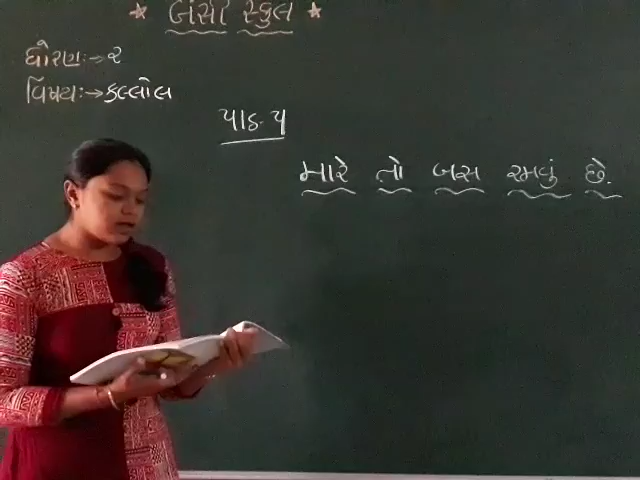 ★ બંસી સ્કુલ ★
ધોરણ:→૨
વિષય:→કલ્લોલ
પાઠ-૫
મારે તો બસ રમવું છે.